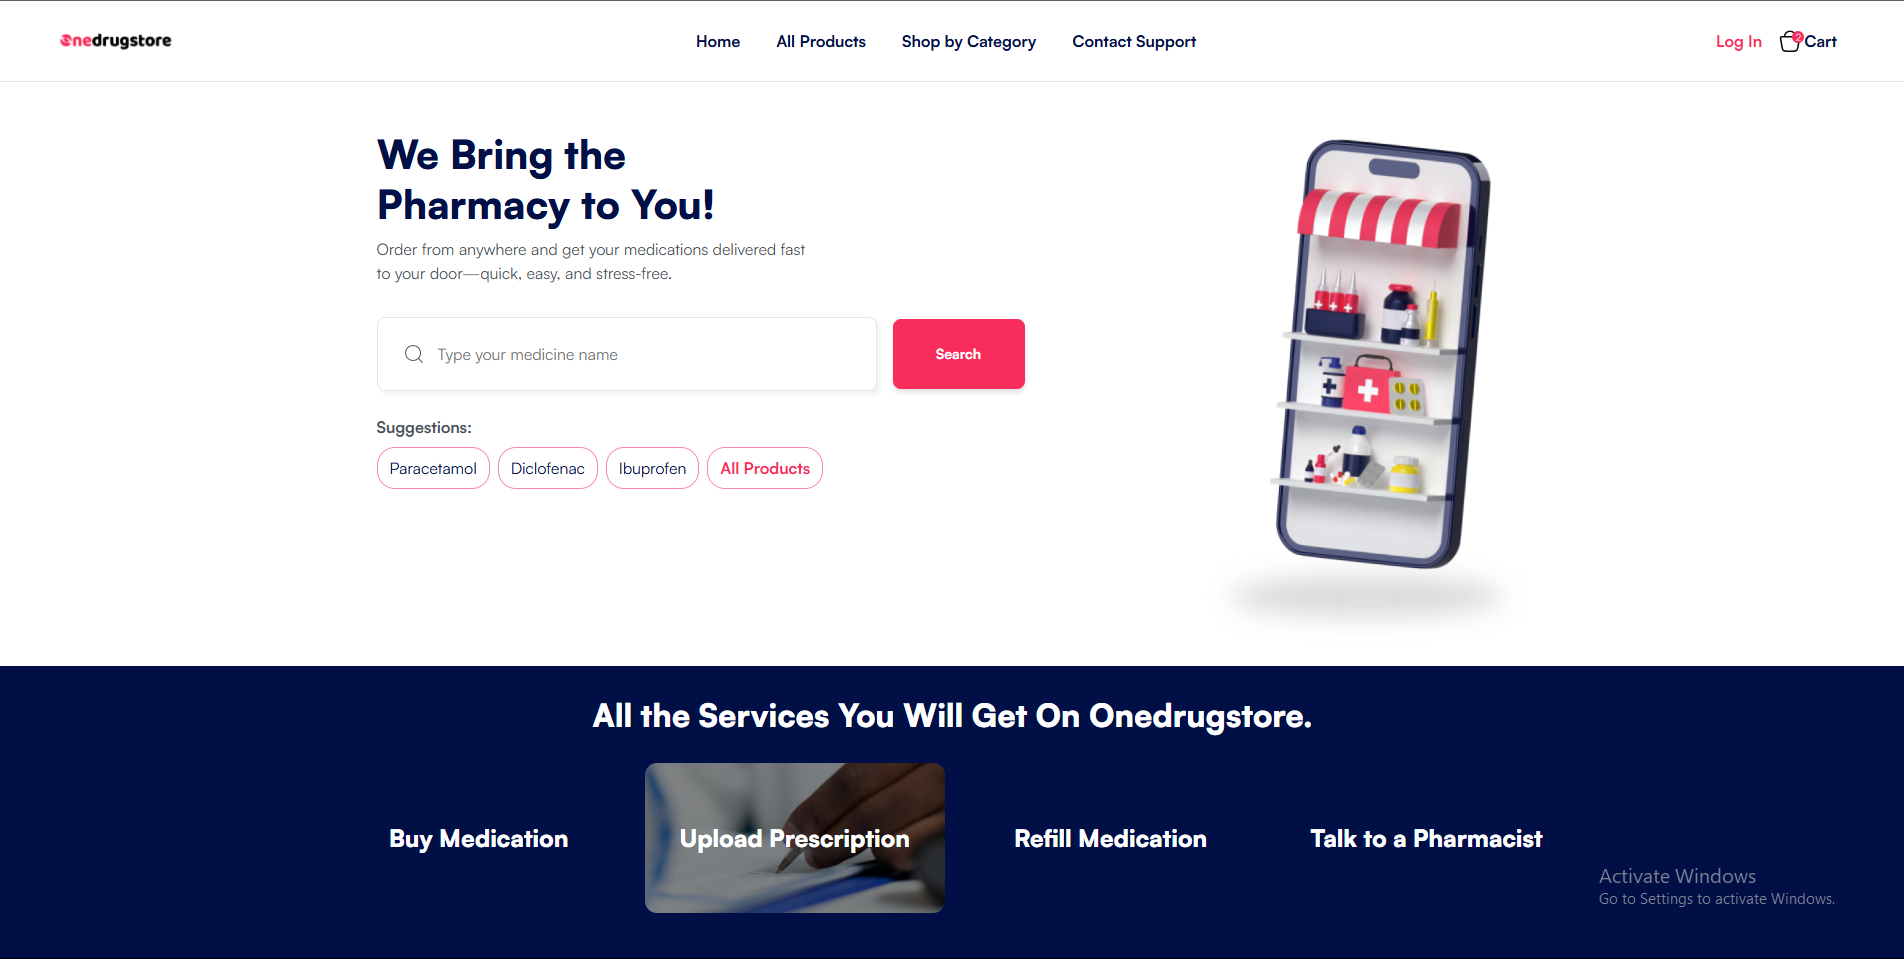 Onedrugstore
Home
All Products
Shop by Category
Contact Support
Log In
2
Cart
We Bring the
Pharmacy to You!
Order from anywhere and get your medications delivered fast
to your door—quick, easy, and stress-free.
Type your medicine name
Search
Suggestions:
Paracetamol
Diclofenac
Ibuprofen
All Products
All the Services You Will Get On Onedrugstore.
Buy Medication
Upload Prescription
Refill Medication
Talk to a Pharmacist
Activate Windows
Go to Settings to activate Windows.